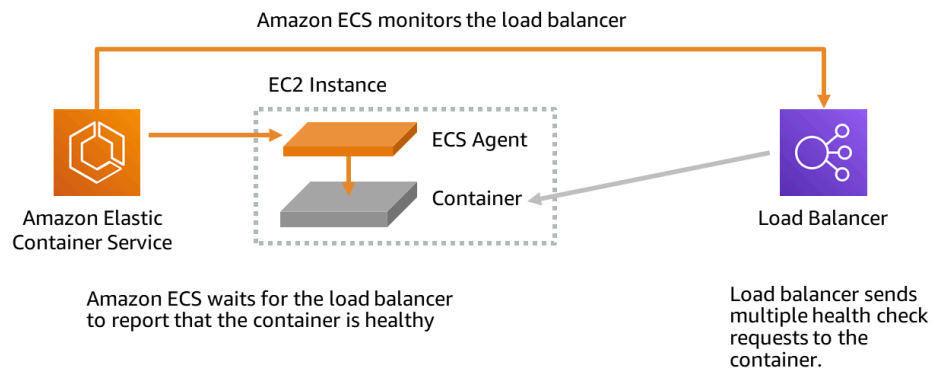 Amazon ECS monitors the load balancer
EC2 Instance
ECS Agent
Container
Amazon Elastic
Container Service
Load Balancer
Amazon ECS waits for the load balancer
to report that the container is healthy
Load balancer sends
multiple health check
requests to the
container.